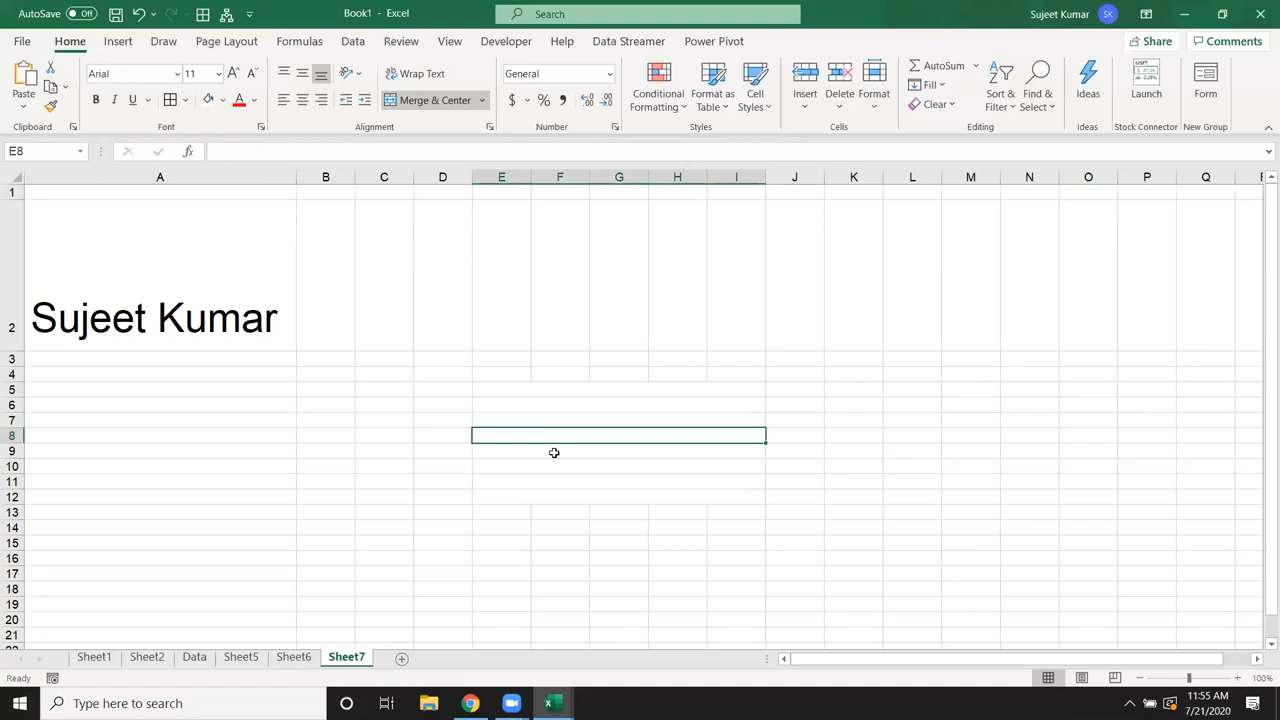 AutoSave Off Book1 - Excel Search Sujeet Kumar SK
File Home Insert Draw Page Layout Formulas Data Review View Developer Help Data Streamer Power Pivot Share Comments
Paste Arial 11 Wrap Text General Conditional Formatting Format as Table Cell Styles Insert Delete Format AutoSum Fill Clear Sort & Filter Find & Select Ideas Launch Form
B I U Merge & Center $ %
Clipboard Font Alignment Number Styles Cells Editing Ideas Stock Connector New Group
E8 fx
A B C D E F G H I J K L M N O P Q
1
2 Sujeet Kumar
3
4
5
6
7
8
9
10
11
12
13
14
15
16
17
18
19
20
21
Sheet1 Sheet2 Data Sheet5 Sheet6 Sheet7
Ready 100%
Type here to search 11:55 AM
7/21/2020